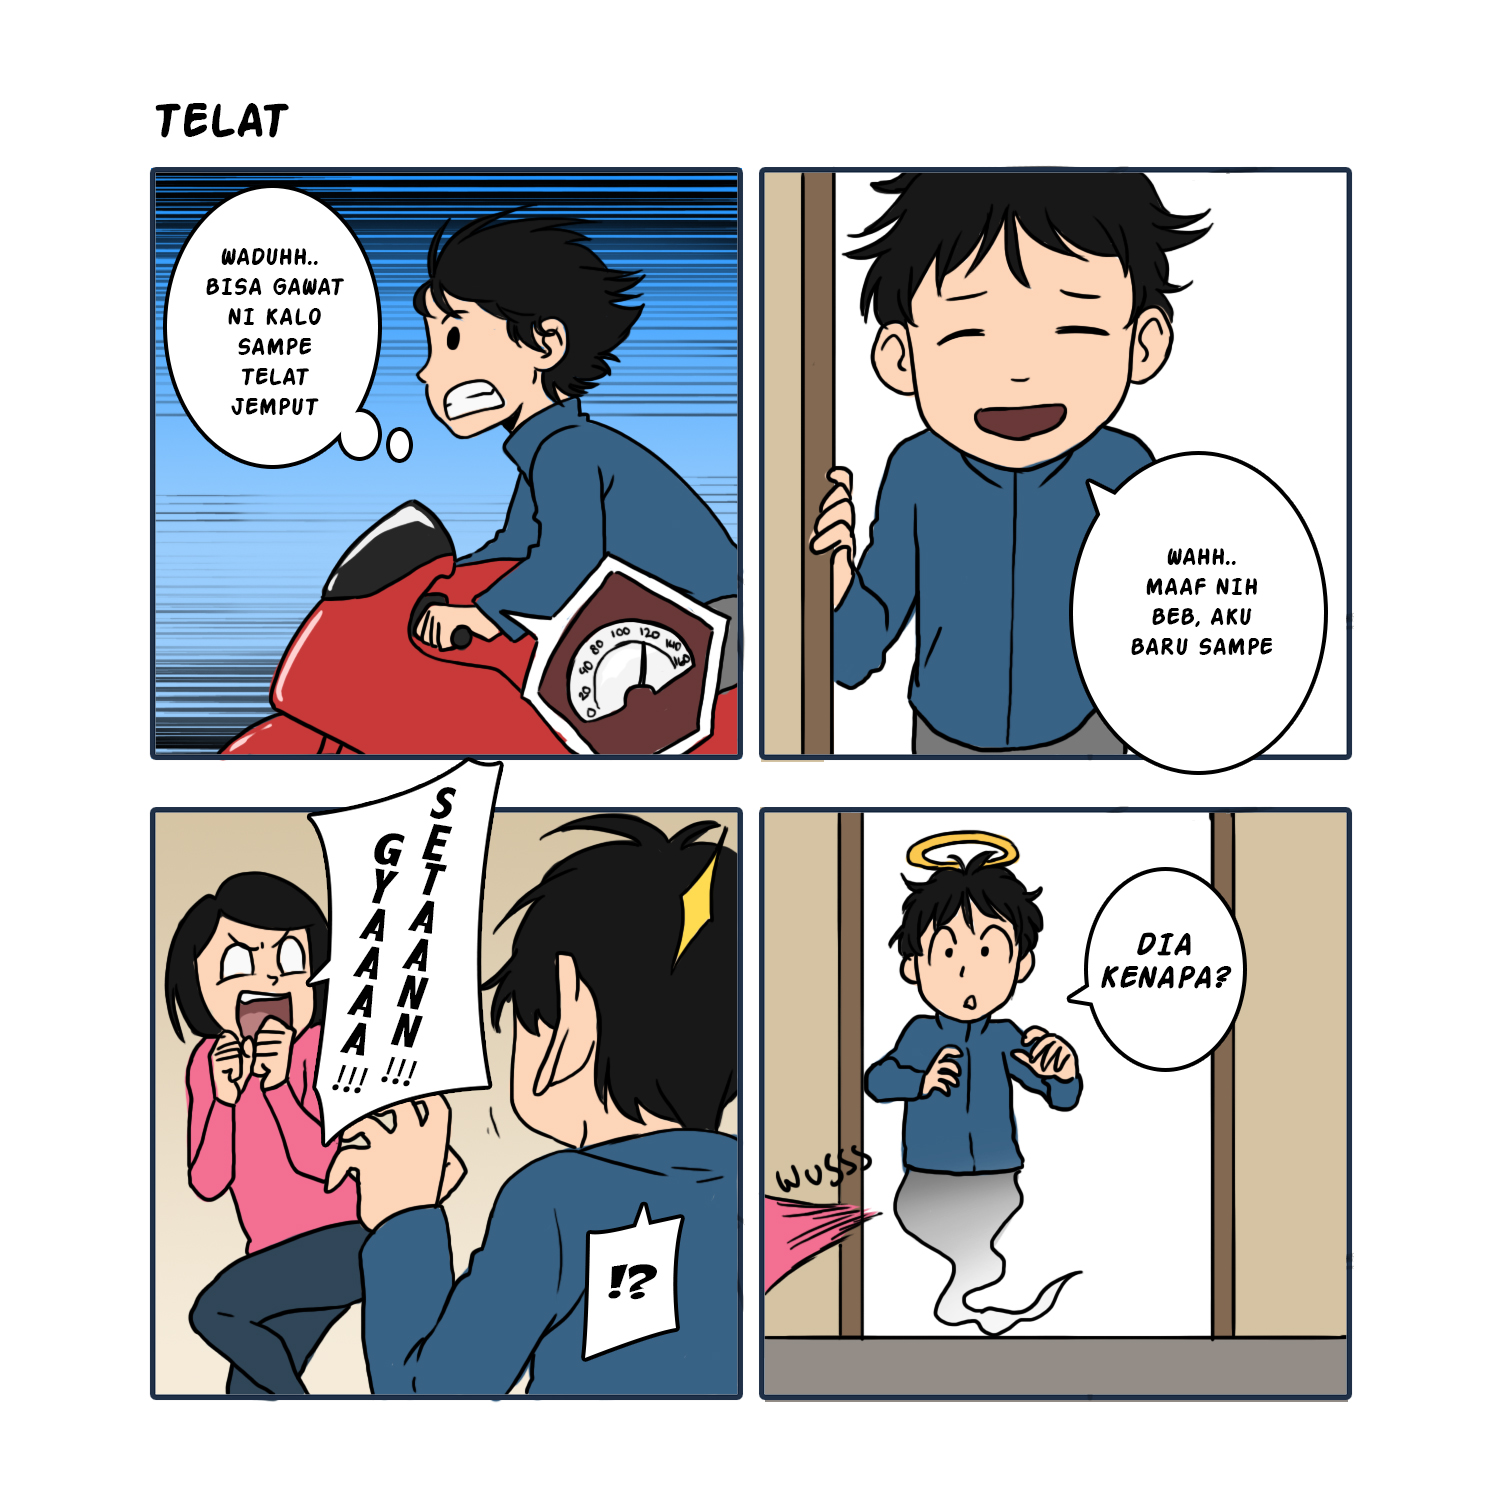 TELAT
WADUHH..
BISA GAWAT
NI KALO
SAMPE
TELAT
JEMPUT
0
20
40
80
100
120
140
160
WAHH..
MAAF NIH
BEB, AKU
BARU SAMPE
SETAANN!!!
GYAAAAA!!!
!?
DIA
KENAPA?
WUSSS